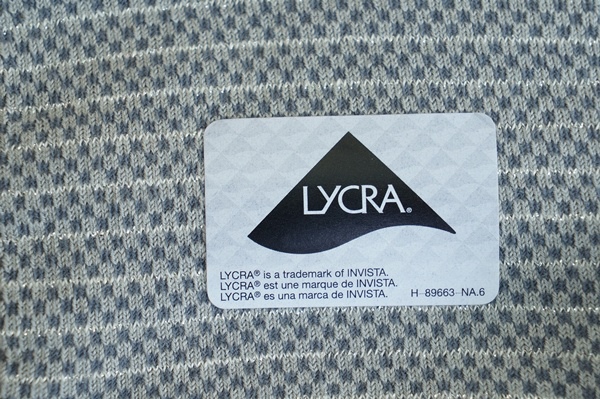 LYCRA®
LYCRA® is a trademark of INVISTA.
LYCRA® est une marque de INVISTA.
LYCRA® es una marca de INVISTA.
H-89663-NA.6